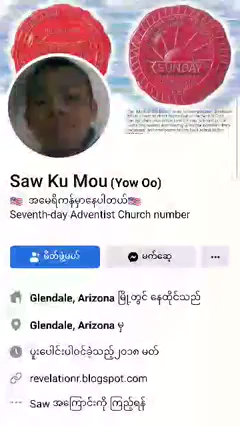 SUNDAY
Saw Ku Mou (Yow Oo)
🇺🇸 အမေရိကန်မှာနေပါတယ်🇺🇸
Seventh-day Adventist Church number
မိတ်ဖွဲ့မယ်
မက်ဆေ့
Glendale, Arizona မြို့တွင် နေထိုင်သည်
Glendale, Arizona မှ
ပူးပေါင်းပါဝင်ခဲ့သည့်၂၀၁၈ မတ်
revelationr.blogspot.com
Saw အကြောင်းကို ကြည့်ရန်